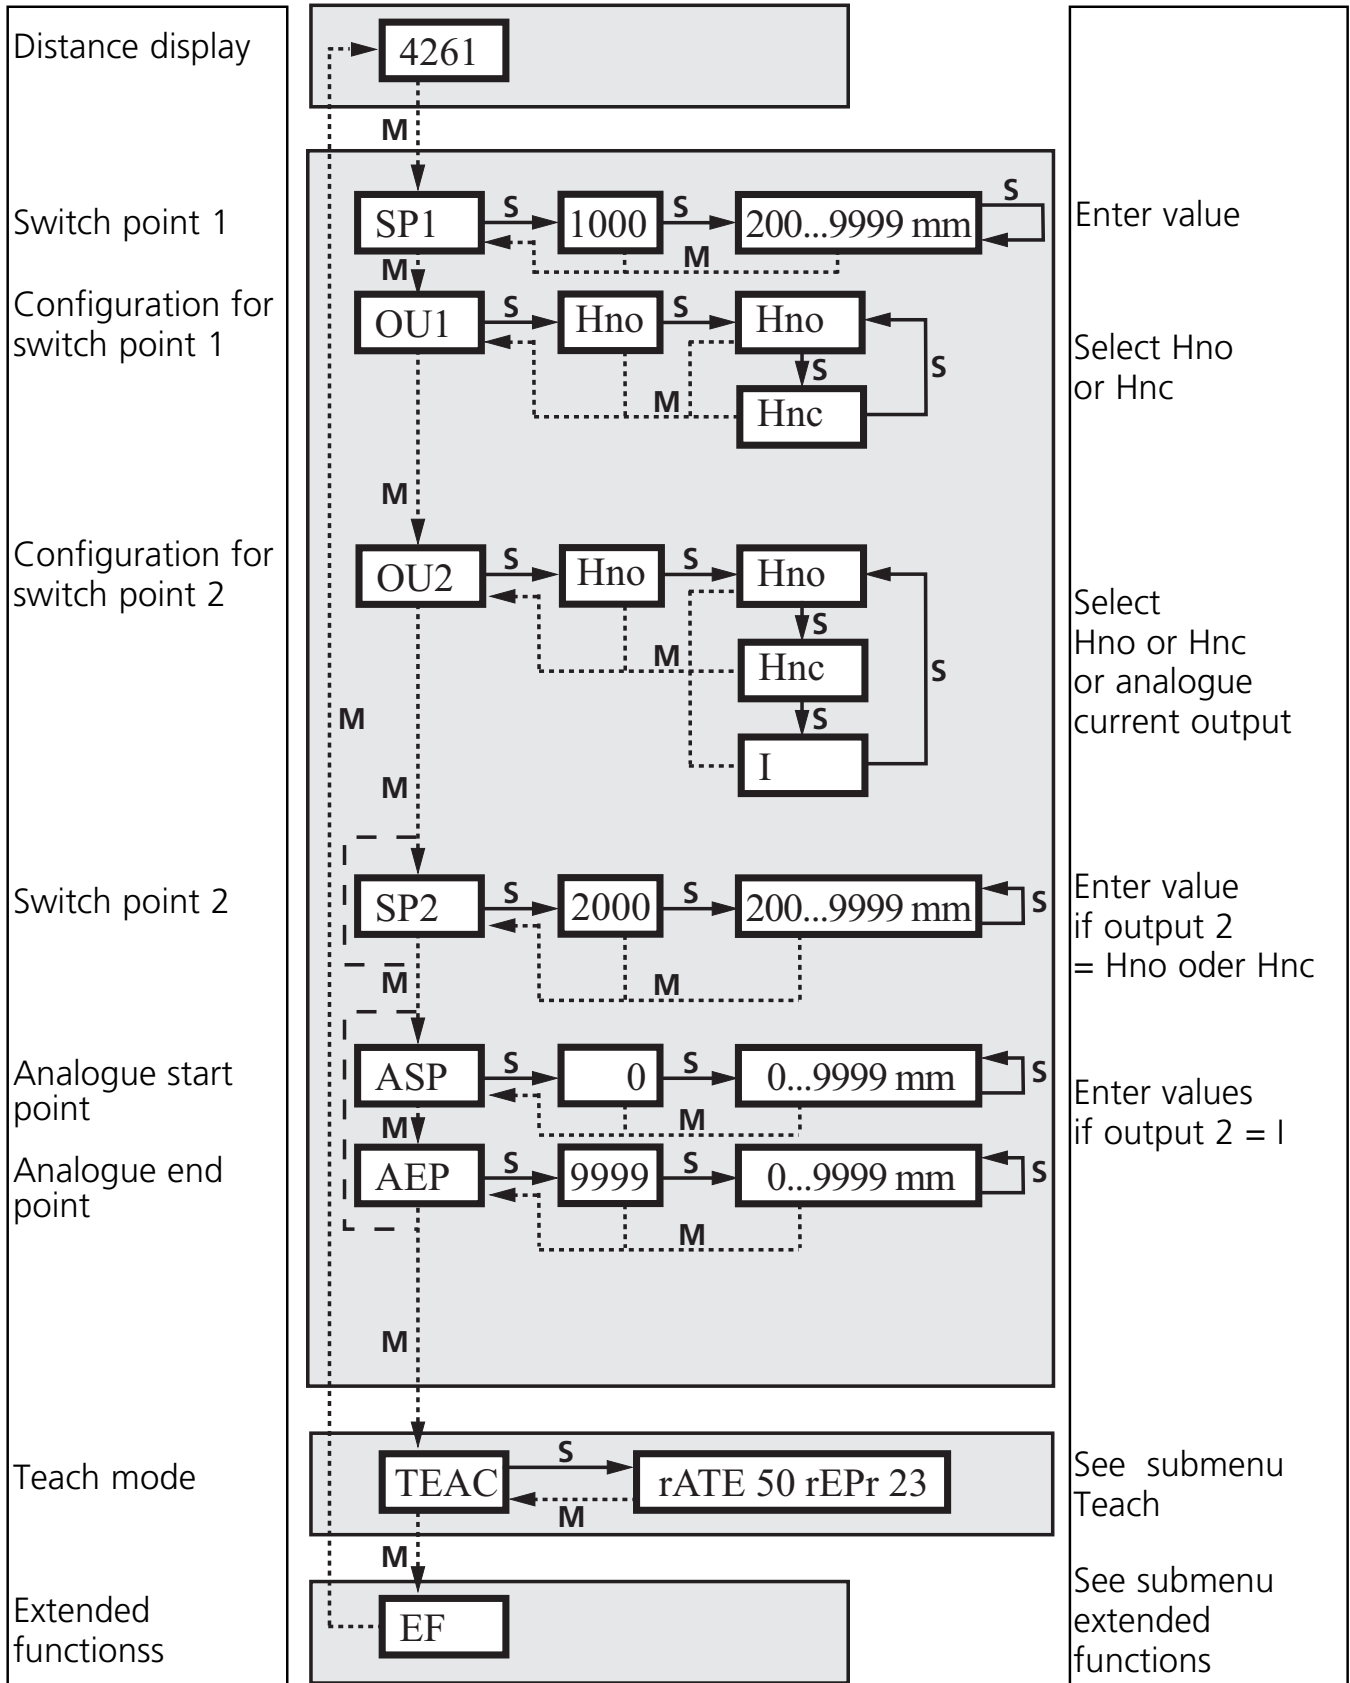 Distance display
4261
M
Switch point 1
SP1
S
1000
S
200...9999 mm
S
M
Enter value
M
Configuration for
switch point 1
OU1
S
Hno
S
Hno
S
Hnc
S
M
Select Hno
or Hnc
M
Configuration for
switch point 2
OU2
S
Hno
S
Hno
S
Hnc
S
I
S
M
Select
Hno or Hnc
or analogue
current output
M
M
Switch point 2
SP2
S
2000
S
200...9999 mm
S
M
Enter value
if output 2
= Hno oder Hnc
M
Analogue start
point
ASP
S
0
S
0...9999 mm
S
M
Enter values
if output 2 = I
M
Analogue end
point
AEP
S
9999
S
0...9999 mm
S
M
M
Teach mode
TEAC
S
rATE 50 rEPr 23
M
See submenu
Teach
M
Extended
functionss
EF
See submenu
extended
functions